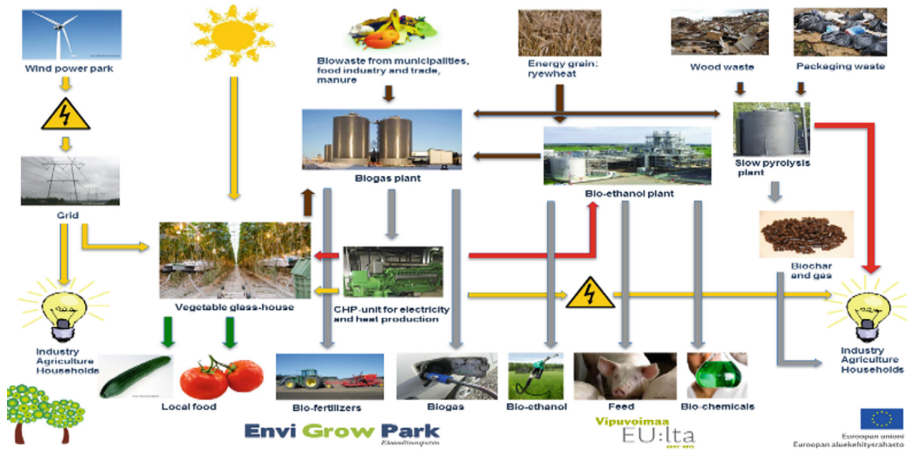 Wind power park
Biowaste from municipalities,
food industry and trade,
manure
Energy grain:
ryewheat
Wood waste
Packaging waste
Biogas plant
Bio-ethanol plant
Slow pyrolysis
plant
Grid
Vegetable glass-house
CHP-unit for electricity
and heat production
Biochar
and gas
Industry
Agriculture
Households
Industry
Agriculture
Households
Local food
Bio-fertilizers
Biogas
Bio-ethanol
Feed
Bio-chemicals
Envi Grow Park
Vipuvoimaa
EU:lta
Euroopan unioni
Euroopan aluekehitysrahasto